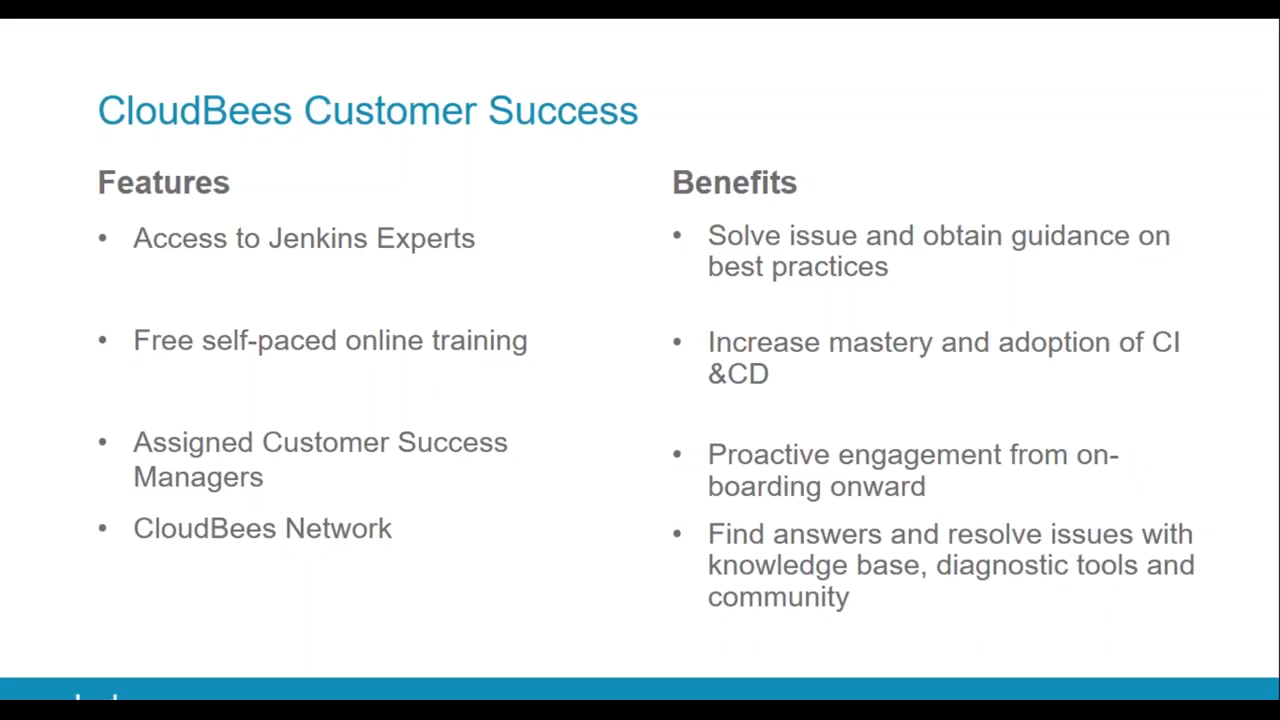 CloudBees Customer Success
Features
• Access to Jenkins Experts
• Free self-paced online training
• Assigned Customer Success
Managers
• CloudBees Network
Benefits
• Solve issue and obtain guidance on
best practices
• Increase mastery and adoption of CI
&CD
• Proactive engagement from on-
boarding onward
• Find answers and resolve issues with
knowledge base, diagnostic tools and
community